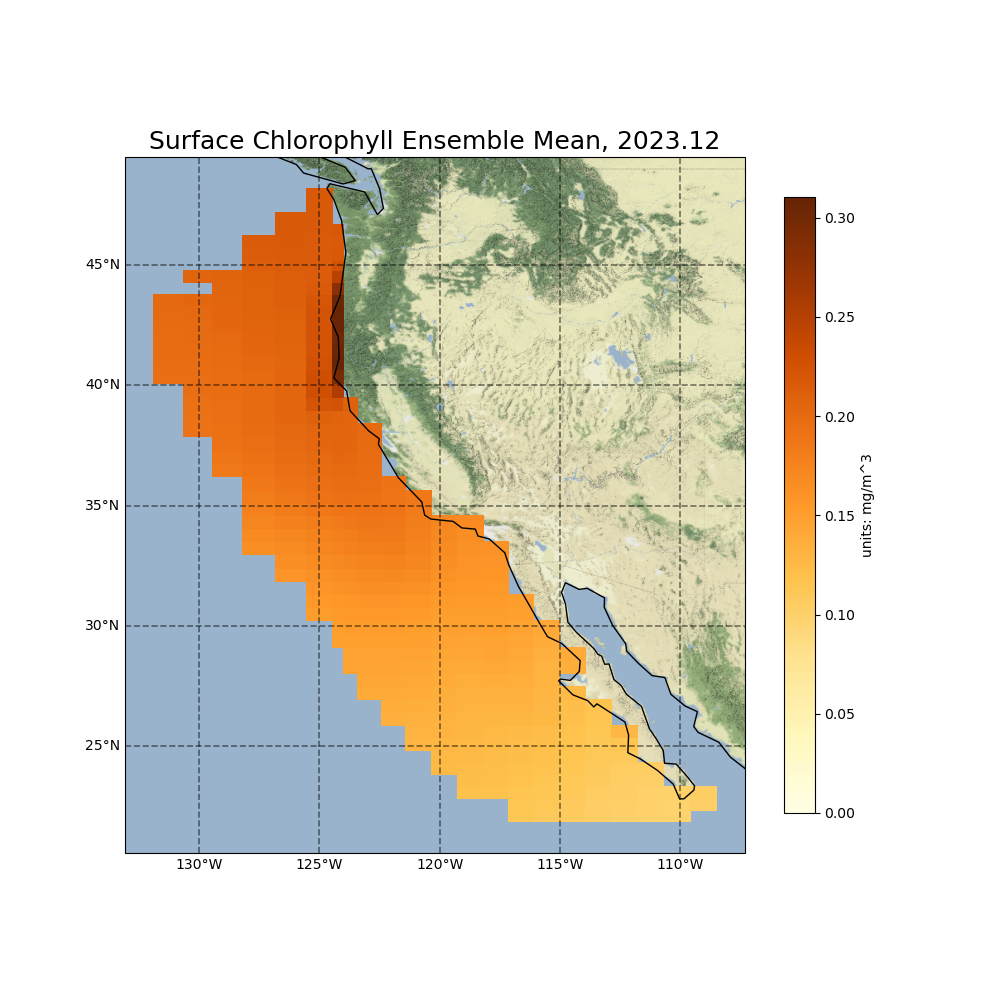 Surface Chlorophyll Ensemble Mean, 2023.12
45°N
40°N
35°N
30°N
25°N
130°W
125°W
120°W
115°W
110°W
0.30
0.25
0.20
0.15
0.10
0.05
0.00
units: mg/m^3